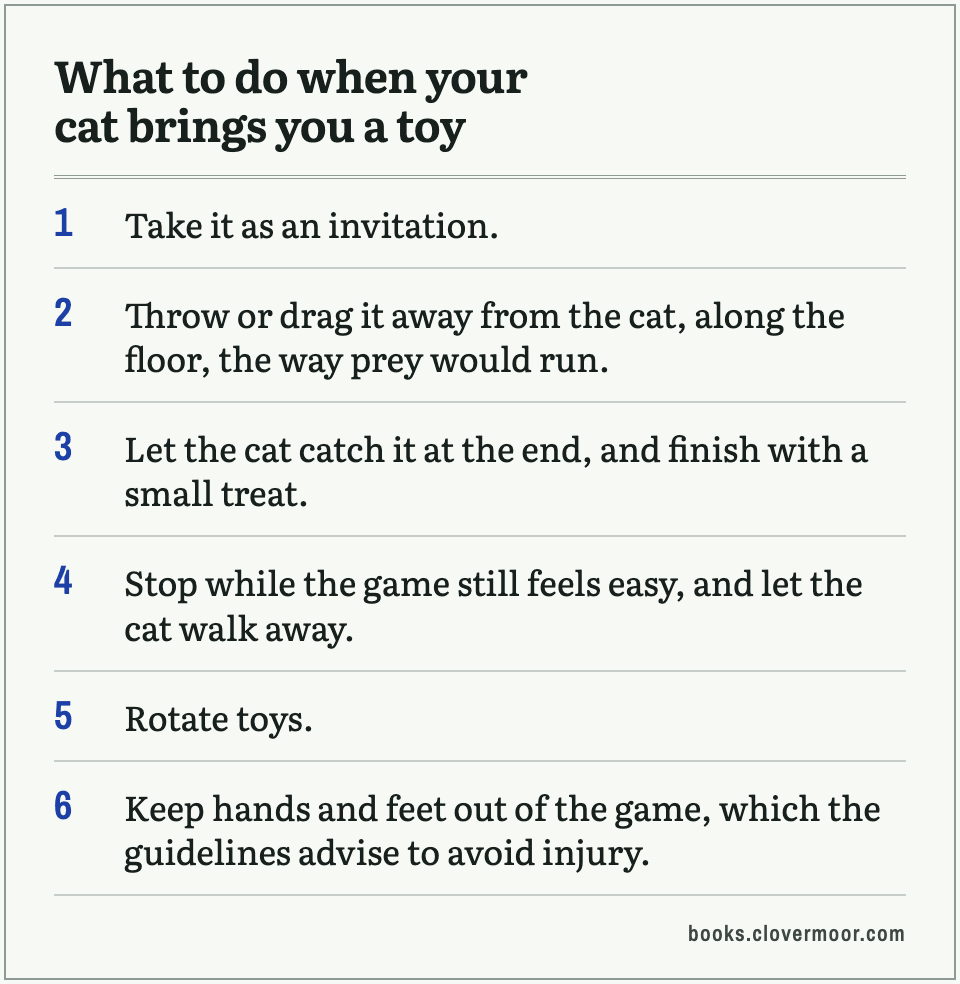 What to do when your
cat brings you a toy
1 Take it as an invitation.
2 Throw or drag it away from the cat, along the
floor, the way prey would run.
3 Let the cat catch it at the end, and finish with a
small treat.
4 Stop while the game still feels easy, and let the
cat walk away.
5 Rotate toys.
6 Keep hands and feet out of the game, which the
guidelines advise to avoid injury.
books.clovermoor.com